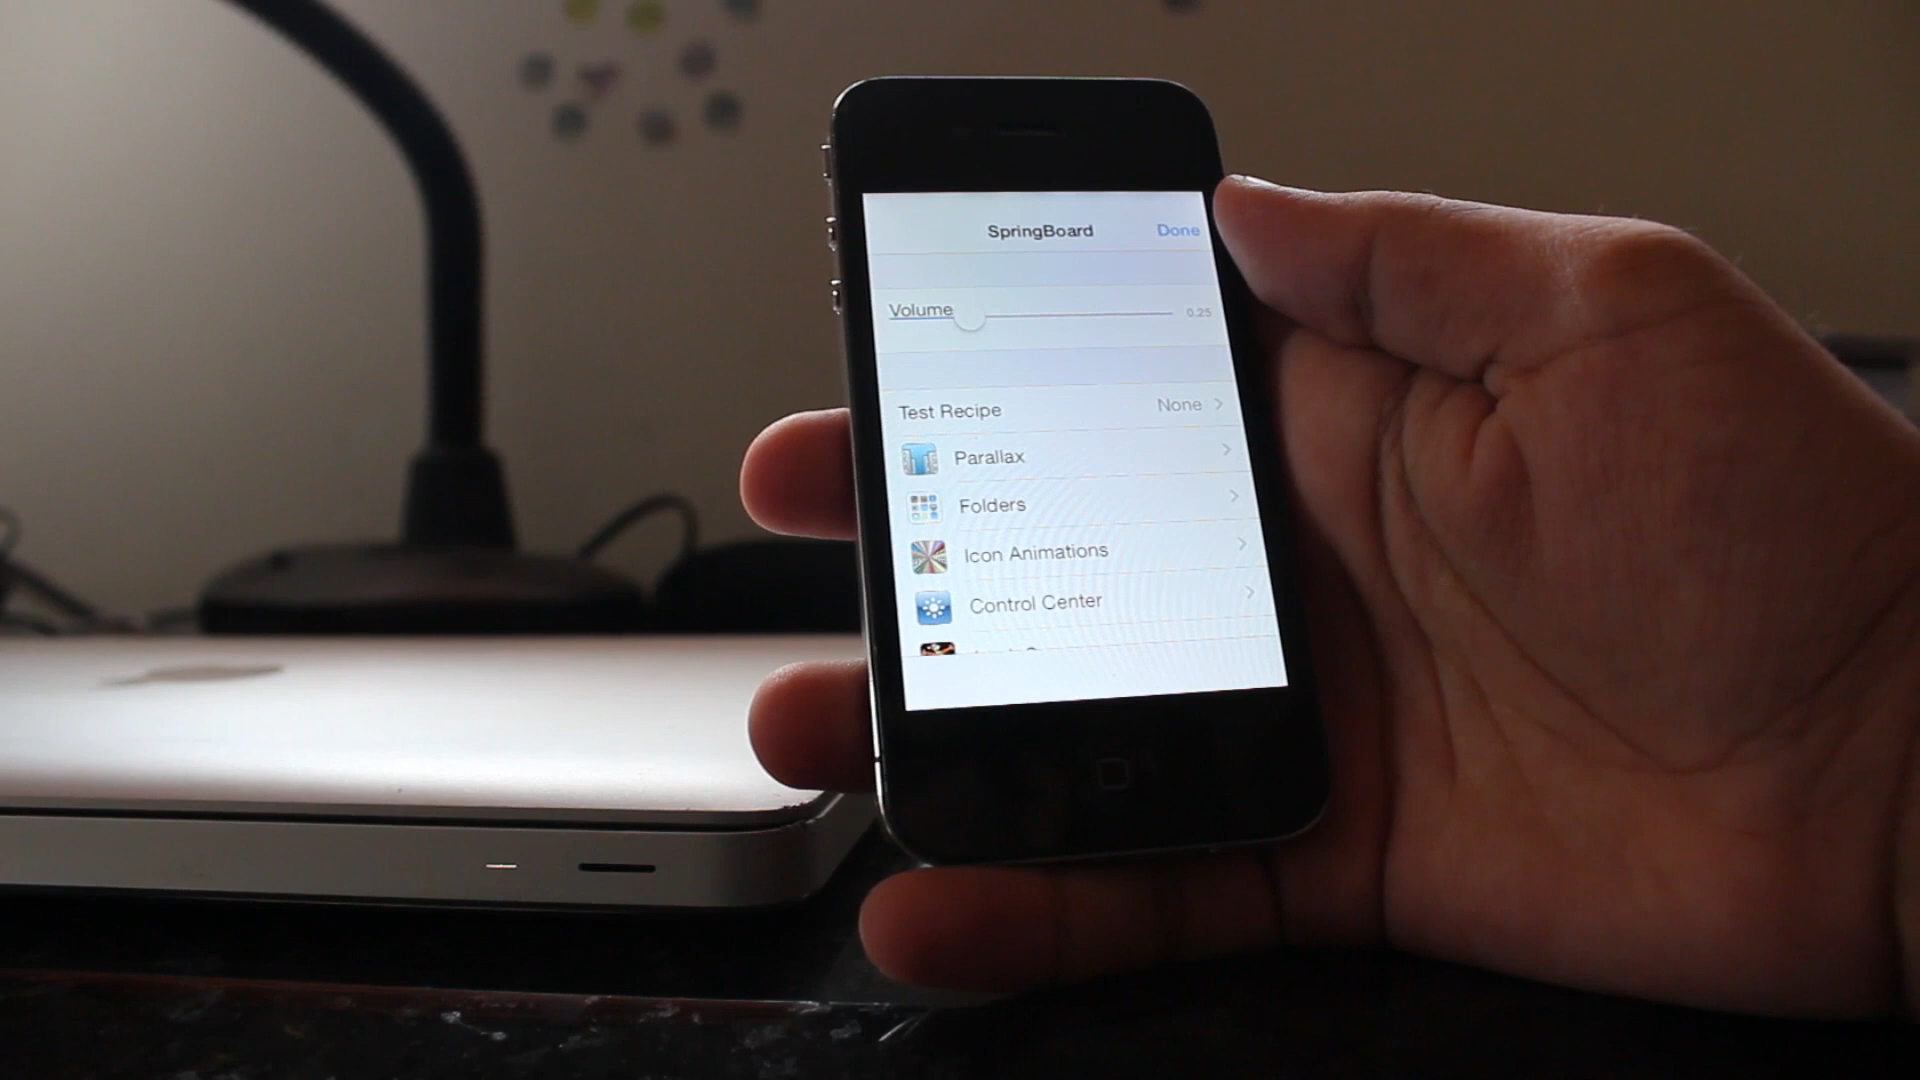 SpringBoard Done
Volume 0.25
Test Recipe None
Parallax
Folders
Icon Animations
Control Center